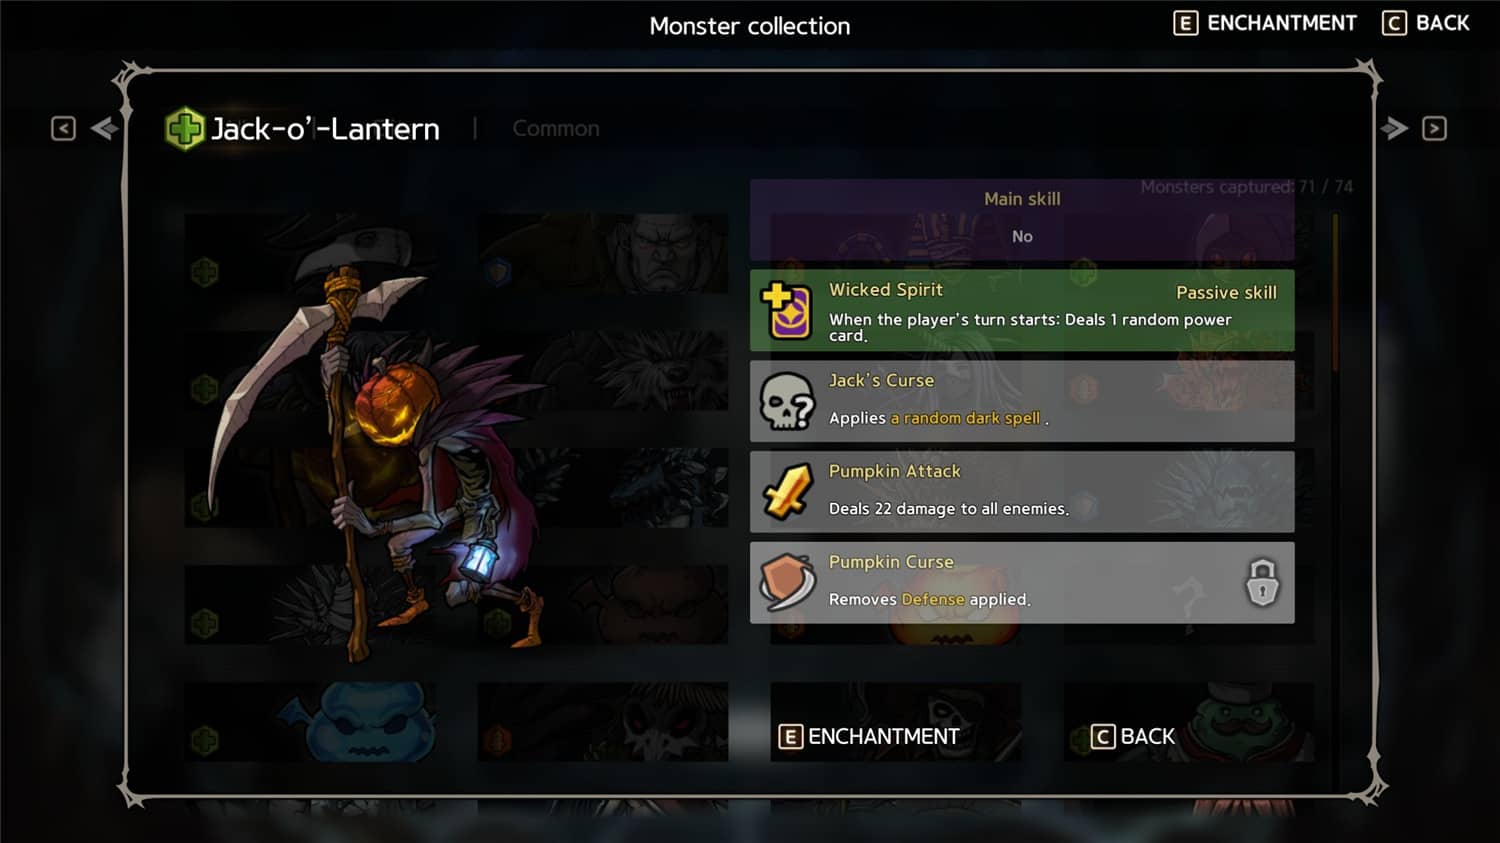 Monster collection
E ENCHANTMENT
C BACK
<
Jack-o'-Lantern
| Common
>
Monsters captured: 71 / 74
Main skill
No
Wicked Spirit
Passive skill
When the player's turn starts: Deals 1 random power
card.
Jack's Curse
Applies a random dark spell .
Pumpkin Attack
Deals 22 damage to all enemies.
Pumpkin Curse
Removes Defense applied.
E ENCHANTMENT
C BACK